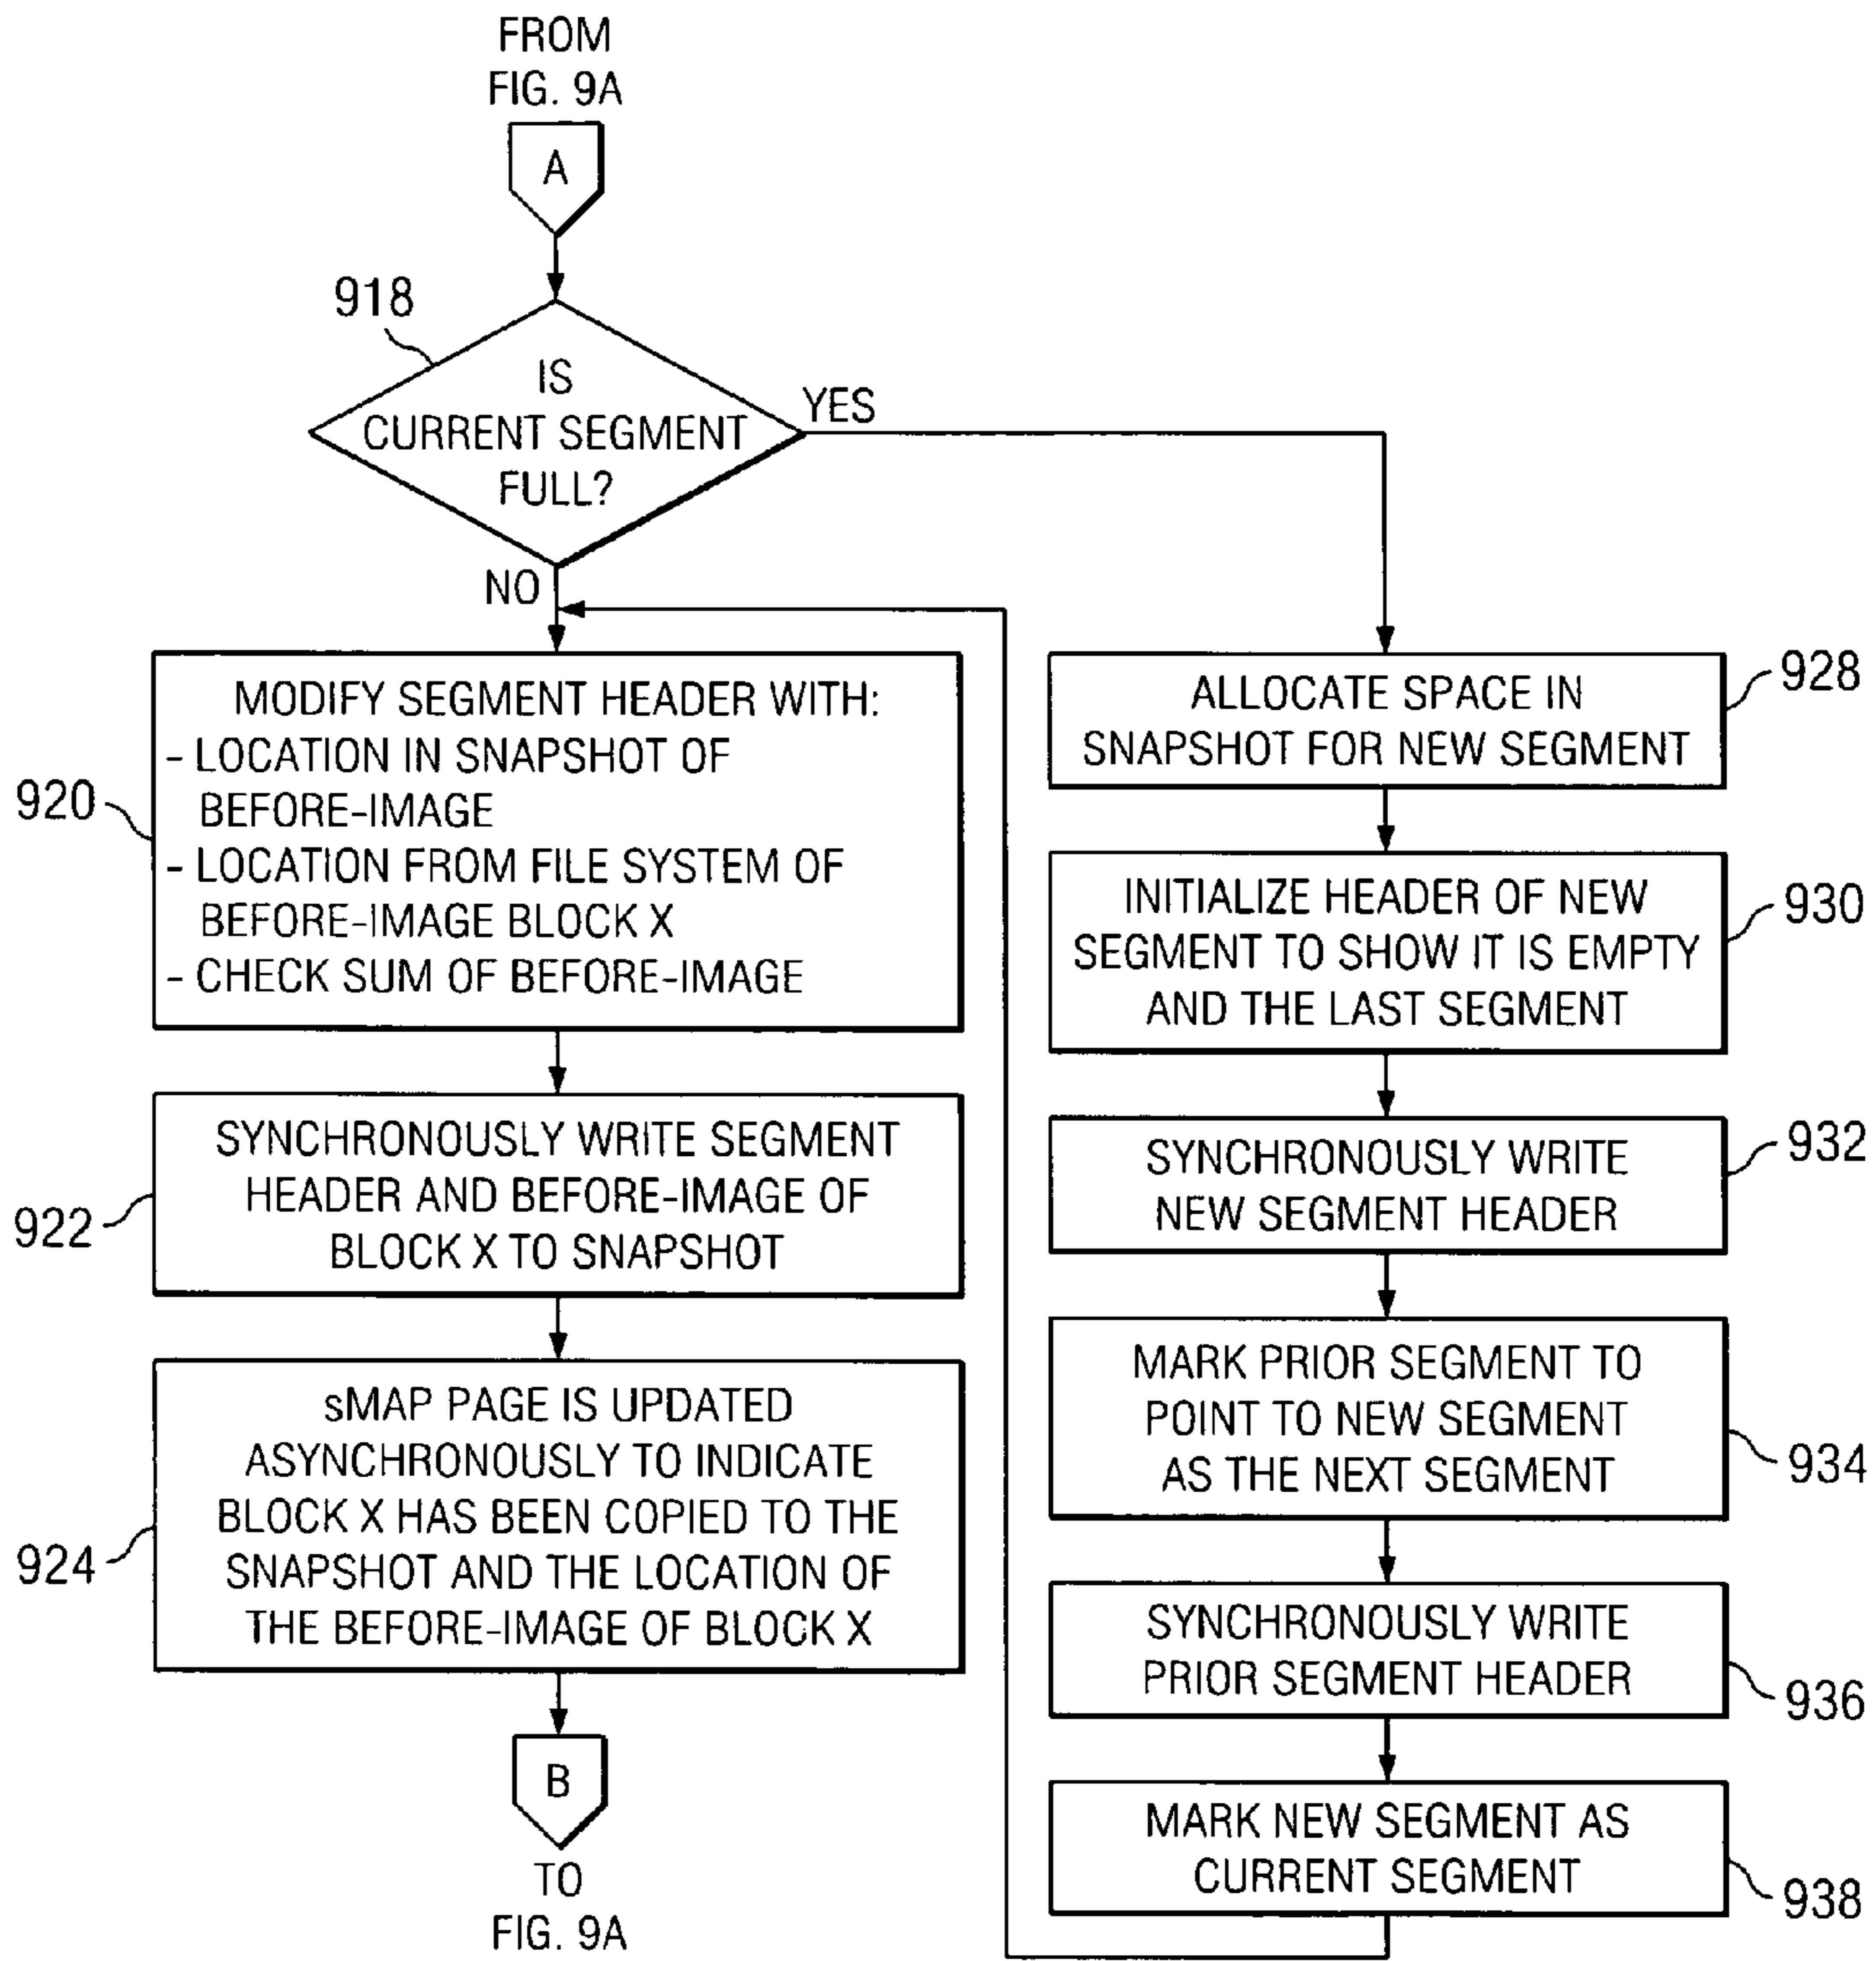 FROM
FIG. 9A
A
918
IS
CURRENT SEGMENT
FULL?
YES
NO
920
MODIFY SEGMENT HEADER WITH:
- LOCATION IN SNAPSHOT OF
BEFORE-IMAGE
- LOCATION FROM FILE SYSTEM OF
BEFORE-IMAGE BLOCK X
- CHECK SUM OF BEFORE-IMAGE
922
SYNCHRONOUSLY WRITE SEGMENT
HEADER AND BEFORE-IMAGE OF
BLOCK X TO SNAPSHOT
924
sMAP PAGE IS UPDATED
ASYNCHRONOUSLY TO INDICATE
BLOCK X HAS BEEN COPIED TO THE
SNAPSHOT AND THE LOCATION OF
THE BEFORE-IMAGE OF BLOCK X
B
TO
FIG. 9A
928
ALLOCATE SPACE IN
SNAPSHOT FOR NEW SEGMENT
930
INITIALIZE HEADER OF NEW
SEGMENT TO SHOW IT IS EMPTY
AND THE LAST SEGMENT
932
SYNCHRONOUSLY WRITE
NEW SEGMENT HEADER
934
MARK PRIOR SEGMENT TO
POINT TO NEW SEGMENT
AS THE NEXT SEGMENT
936
SYNCHRONOUSLY WRITE
PRIOR SEGMENT HEADER
938
MARK NEW SEGMENT AS
CURRENT SEGMENT